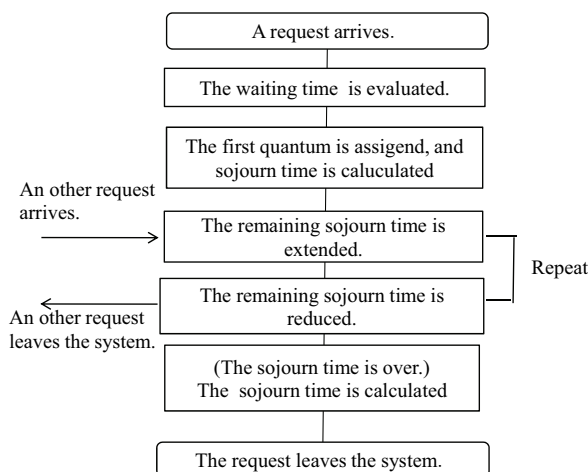 A request arrives.
The waiting time is evaluated.
The first quantum is assigend, and
sojourn time is caluculated
An other request
arrives.
The remaining sojourn time is
extended.
Repeat
The remaining sojourn time is
reduced.
An other request
leaves the system.
(The sojourn time is over.)
The sojourn time is calculated
The request leaves the system.